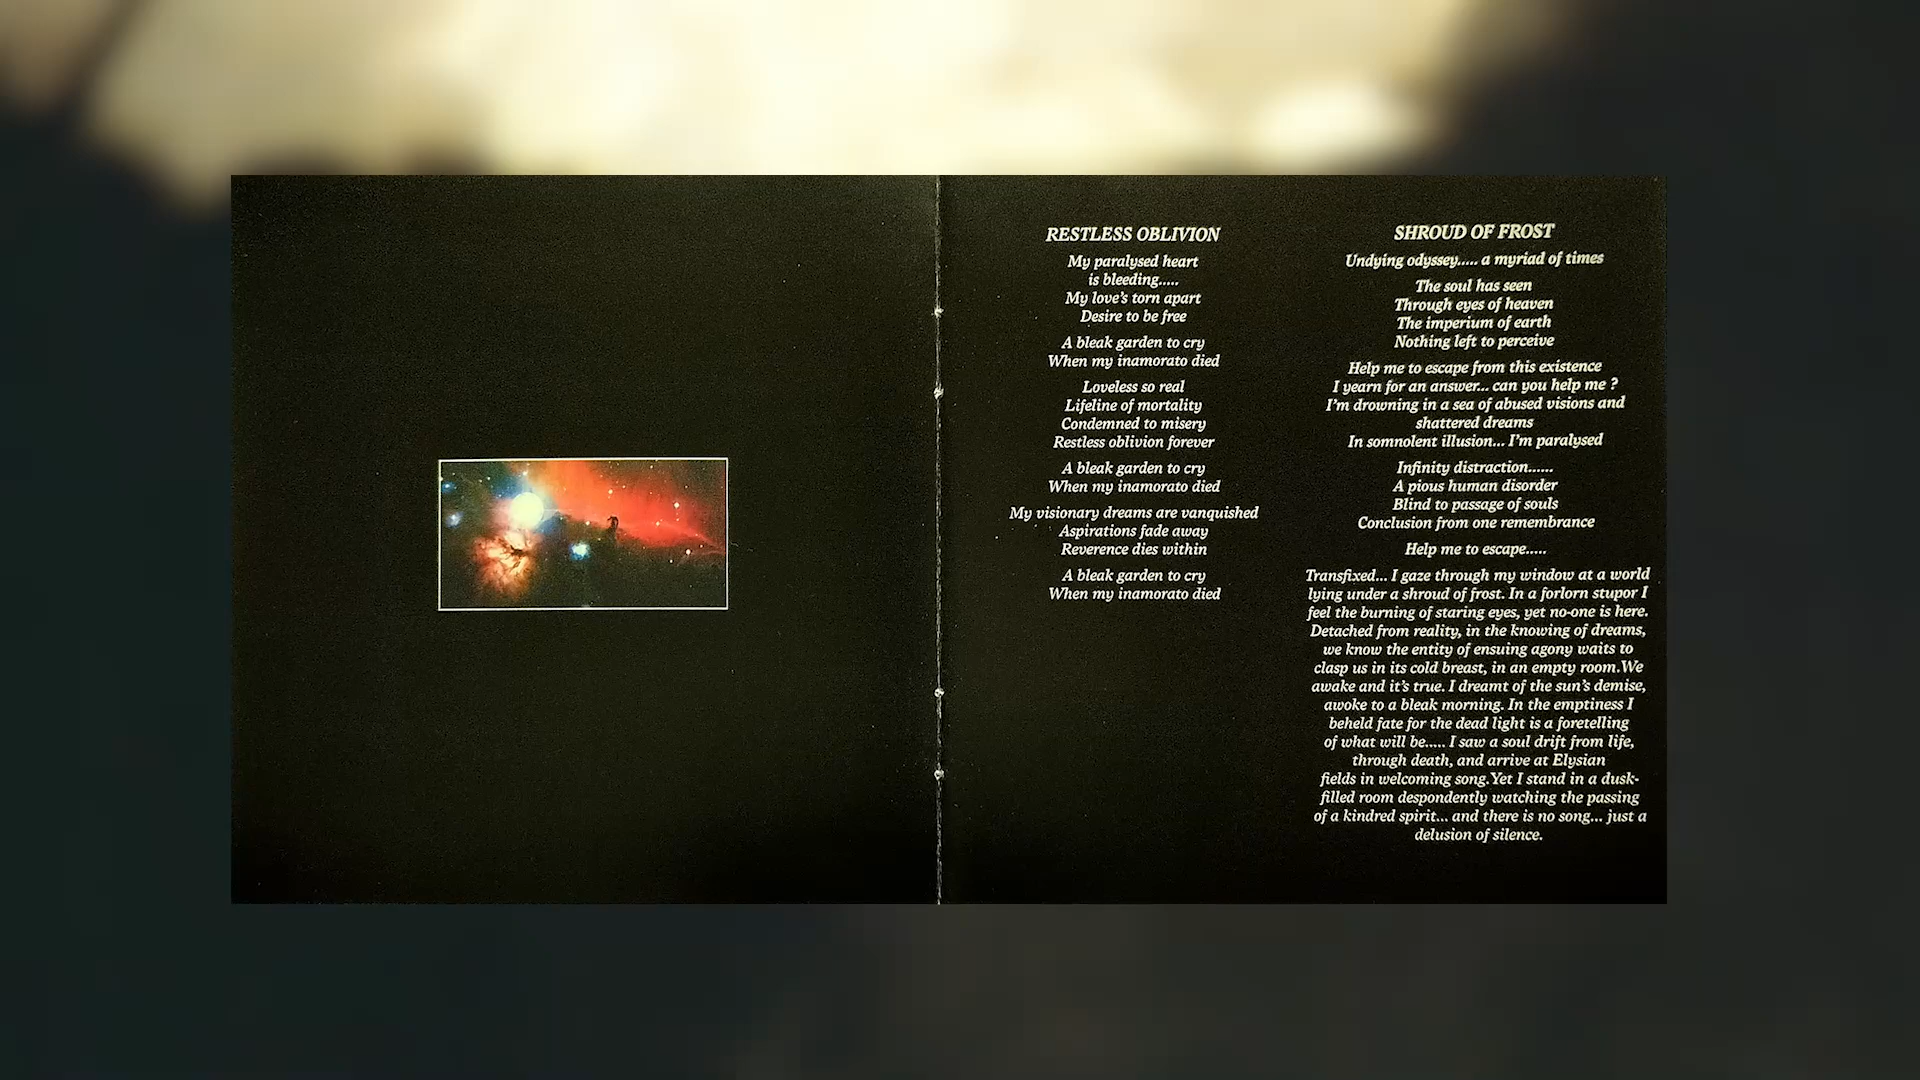 RESTLESS OBLIVION
My paralysed heart
is bleeding.....
My love's torn apart
Desire to be free
A bleak garden to cry
When my inamorato died
Loveless so real
Lifeline of mortality
Condemned to misery
Restless oblivion forever
A bleak garden to cry
When my inamorato died
My visionary dreams are vanquished
Aspirations fade away
Reverence dies within
A bleak garden to cry
When my inamorato died
SHROUD OF FROST
Undying odyssey..... a myriad of times
The soul has seen
Through eyes of heaven
The imperium of earth
Nothing left to perceive
Help me to escape from this existence
I yearn for an answer... can you help me ?
I'm drowning in a sea of abused visions and
shattered dreams
In somnolent illusion... I'm paralysed
Infinity distraction......
A pious human disorder
Blind to passage of souls
Conclusion from one remembrance
Help me to escape.....
Transfixed... I gaze through my window at a world
lying under a shroud of frost. In a forlorn stupor I
feel the burning of staring eyes, yet no-one is here.
Detached from reality, in the knowing of dreams,
we know the entity of ensuing agony waits to
clasp us in its cold breast, in an empty room.We
awake and it's true. I dreamt of the sun's demise,
awoke to a bleak morning. In the emptiness I
beheld fate for the dead light is a foretelling
of what will be..... I saw a soul drift from life,
through death, and arrive at Elysian
fields in welcoming song.Yet I stand in a dusk-
filled room despondently watching the passing
of a kindred spirit... and there is no song... just a
delusion of silence.